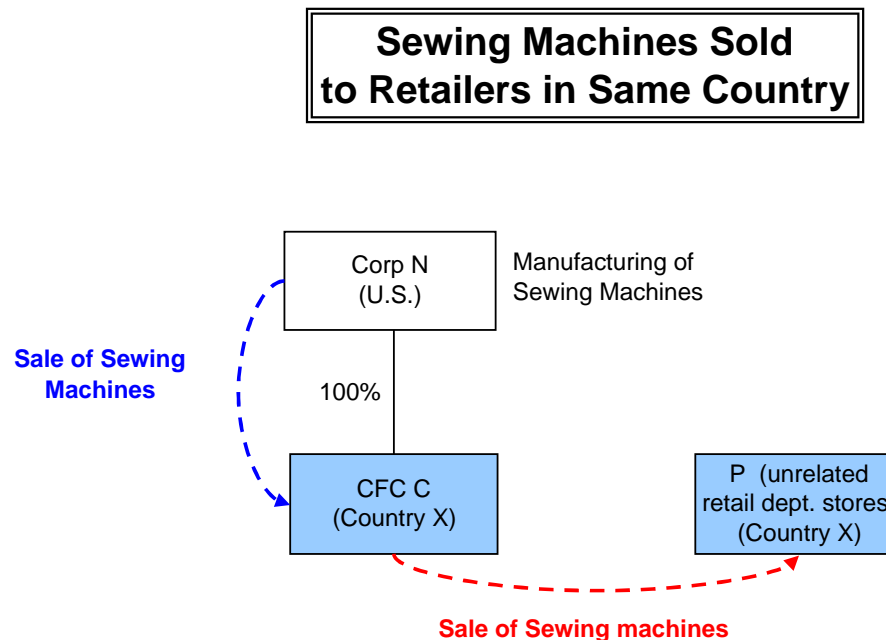 Sewing Machines Sold
to Retailers in Same Country
Corp N
(U.S.)
Manufacturing of
Sewing Machines
Sale of Sewing
Machines
100%
CFC C
(Country X)
P (unrelated
retail dept. stores
(Country X)
Sale of Sewing machines